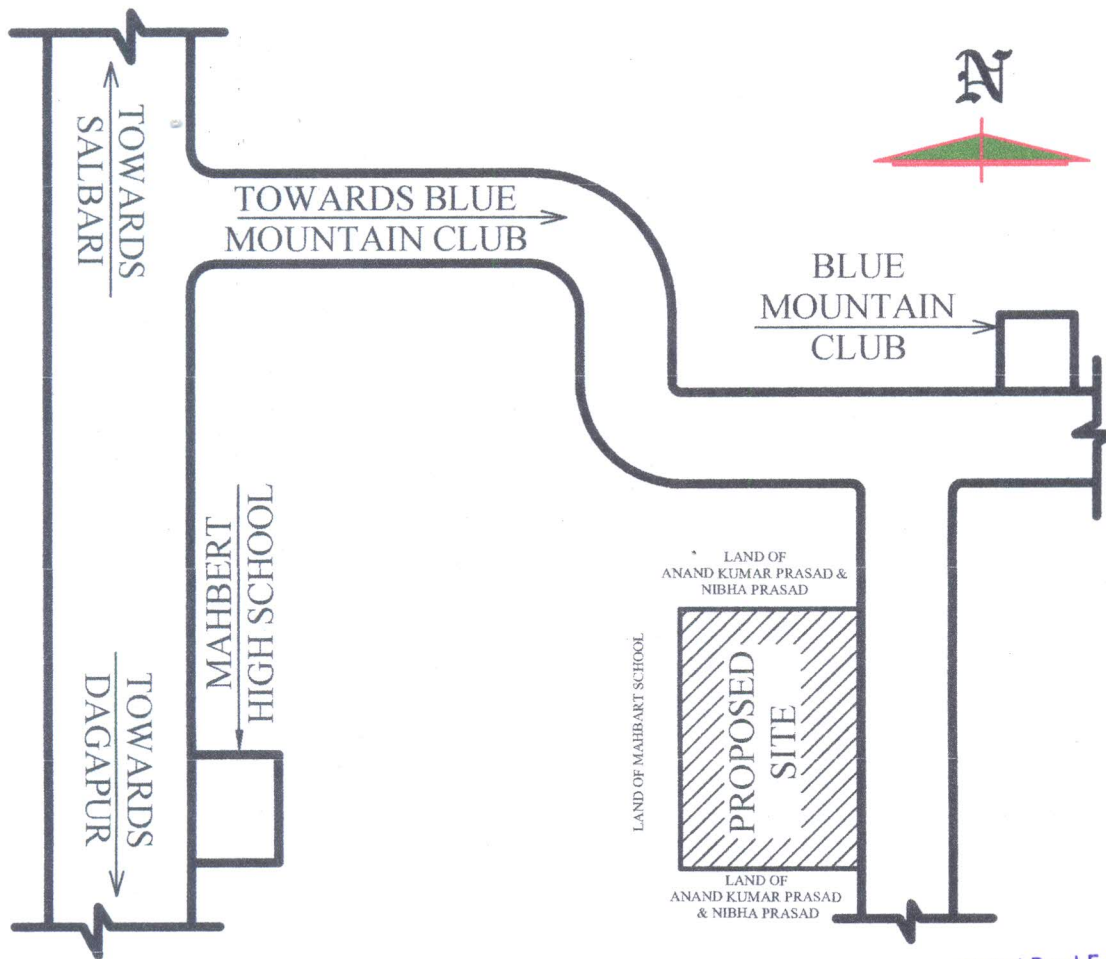 N
TOWARDS
SALBARI
TOWARDS BLUE
MOUNTAIN CLUB
BLUE
MOUNTAIN
CLUB
MAHBERT
HIGH SCHOOL
LAND OF
ANAND KUMAR PRASAD &
NIBHA PRASAD
LAND OF MAHBART SCHOOL
PROPOSED
SITE
TOWARDS
DAGAPUR
LAND OF
ANAND KUMAR PRASAD
& NIBHA PRASAD